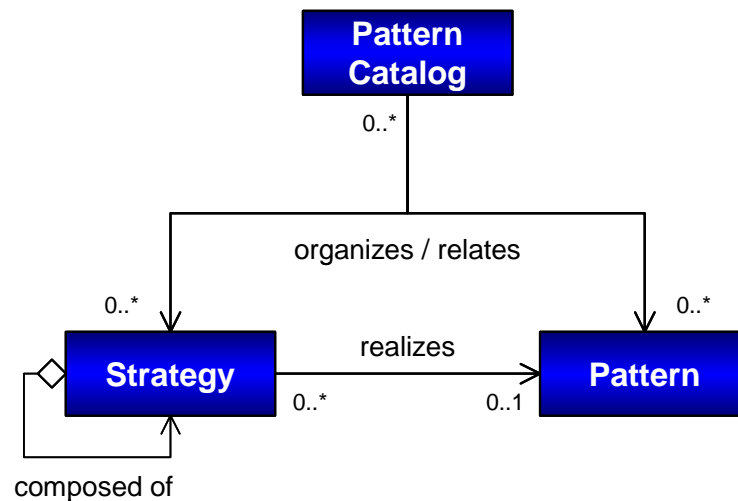 Pattern
Catalog
0..*
organizes / relates
0..*
0..*
realizes
Strategy
Pattern
0..*
0..1
composed of